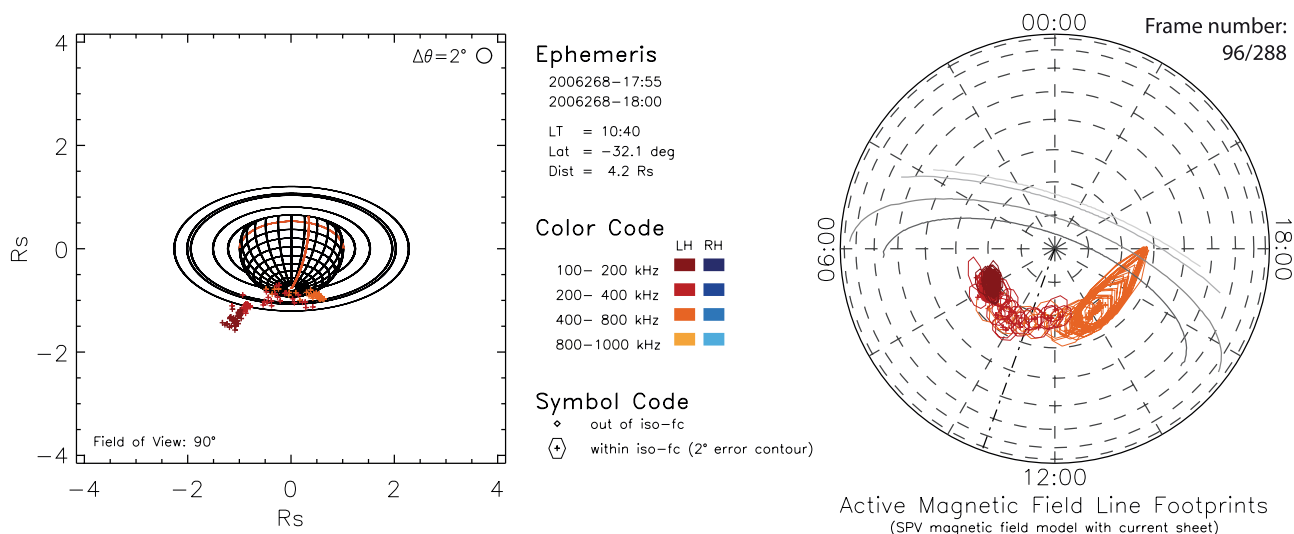 4
2
0
−2
−4
Rs
Δθ=2°
Field of View: 90°
−4
−2
0
2
4
Rs
Ephemeris
2006268−17:55
2006268−18:00
LT = 10:40
Lat = −32.1 deg
Dist = 4.2 Rs
Color Code
LH RH
100− 200 kHz
200− 400 kHz
400− 800 kHz
800−1000 kHz
Symbol Code
out of iso-fc
within iso-fc (2° error contour)
Frame number:
96/288
00:00
06:00
18:00
12:00
Active Magnetic Field Line Footprints
(SPV magnetic field model with current sheet)